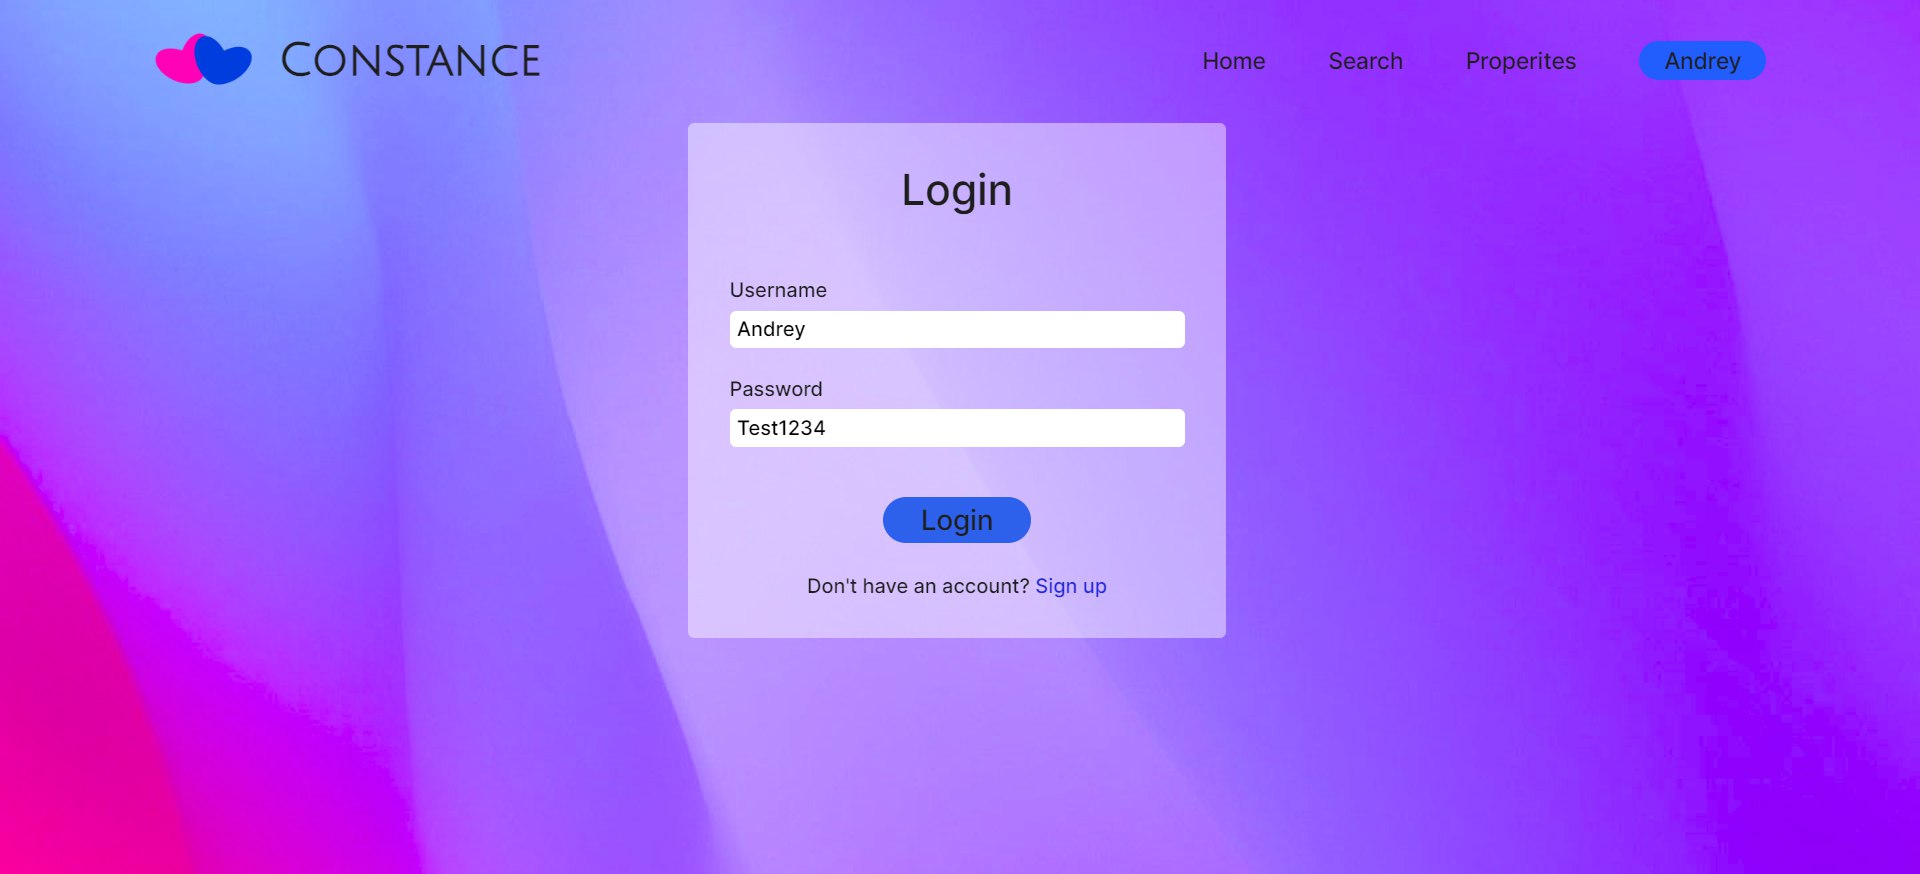 CONSTANCE
Home Search Properites Andrey
Login
Username
Andrey
Password
Test1234
Login
Don't have an account? Sign up